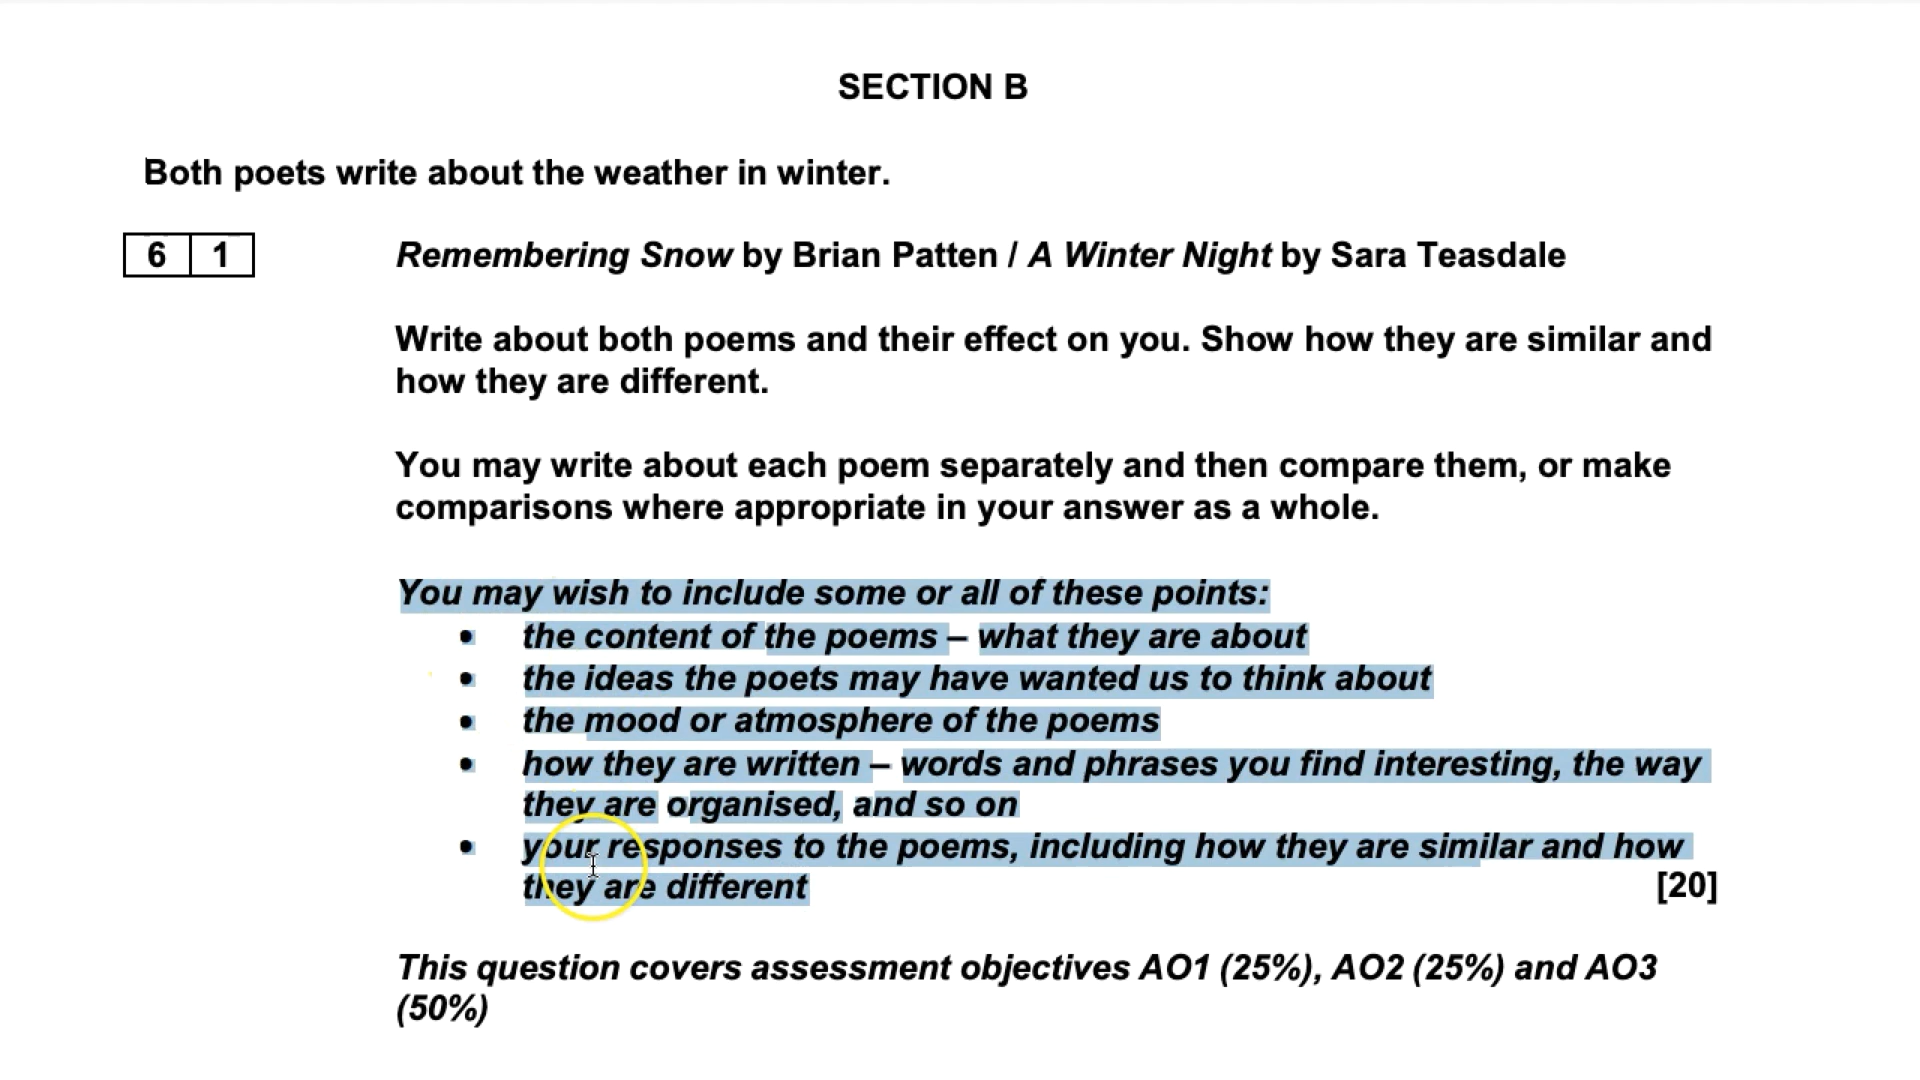 SECTION B
Both poets write about the weather in winter.
6 1 Remembering Snow by Brian Patten / A Winter Night by Sara Teasdale
Write about both poems and their effect on you. Show how they are similar and
how they are different.
You may write about each poem separately and then compare them, or make
comparisons where appropriate in your answer as a whole.
You may wish to include some or all of these points:
• the content of the poems – what they are about
• the ideas the poets may have wanted us to think about
• the mood or atmosphere of the poems
• how they are written – words and phrases you find interesting, the way
they are organised, and so on
• your responses to the poems, including how they are similar and how
they are different [20]
This question covers assessment objectives AO1 (25%), AO2 (25%) and AO3
(50%)